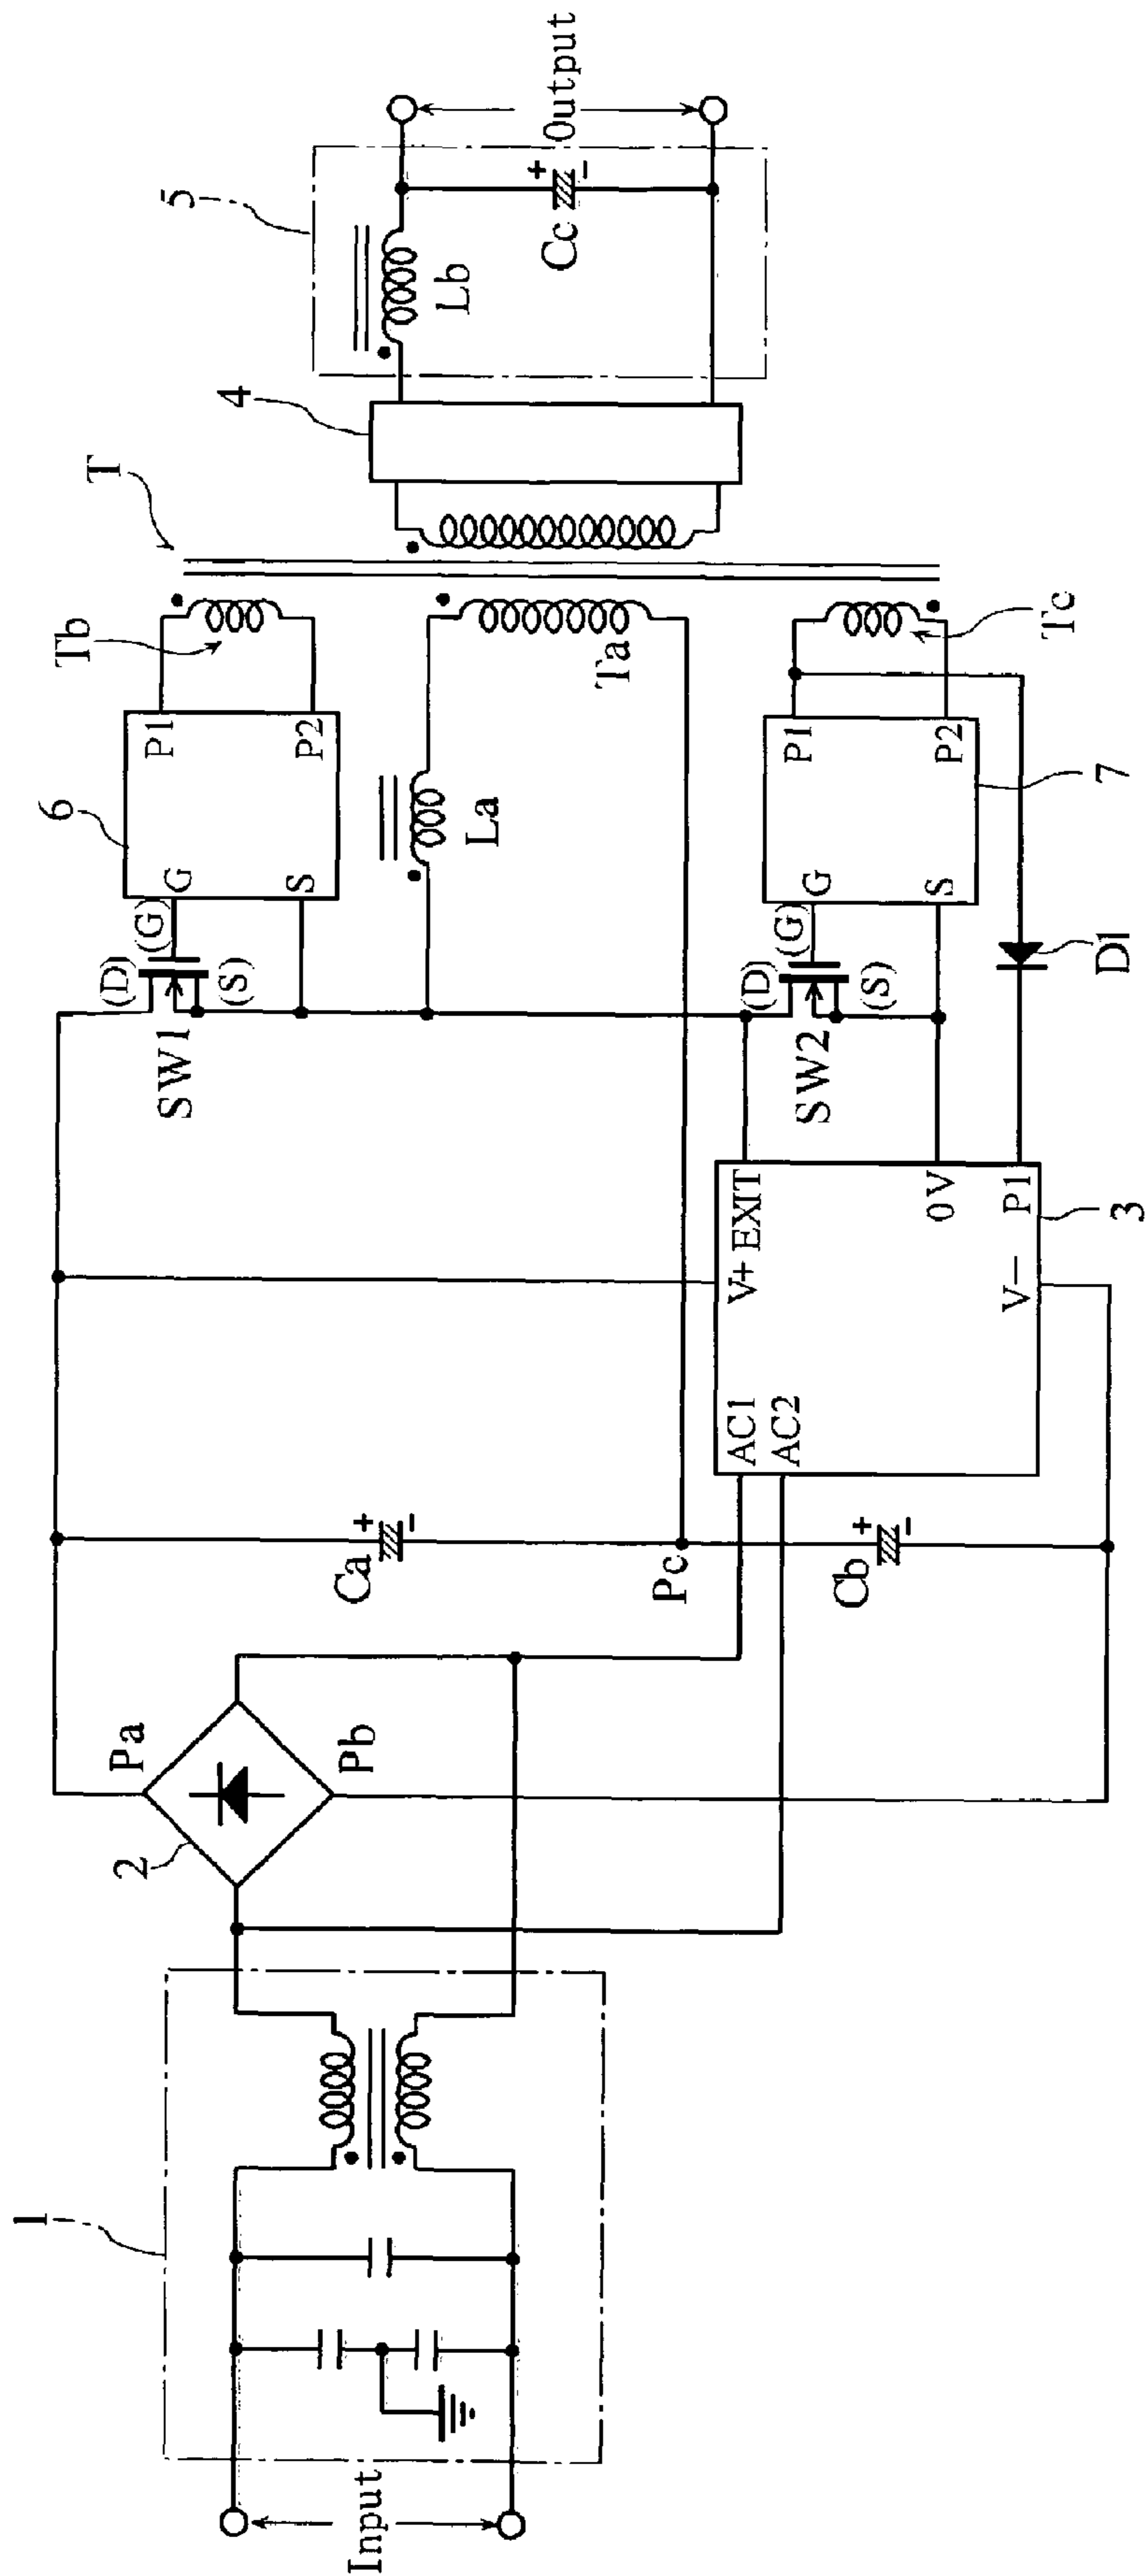 Input
1
2
Pa
Pb
Ca
+
-
Pc
Cb
+
-
AC1
AC2
V+
EXIT
0V
V-
P1
3
SW1
(D)
(G)
(S)
G
S
P1
P2
6
Tb
La
Ta
SW2
(D)
(G)
(S)
G
S
P1
P2
7
D1
Tc
T
4
5
Lb
Cc
+
-
Output